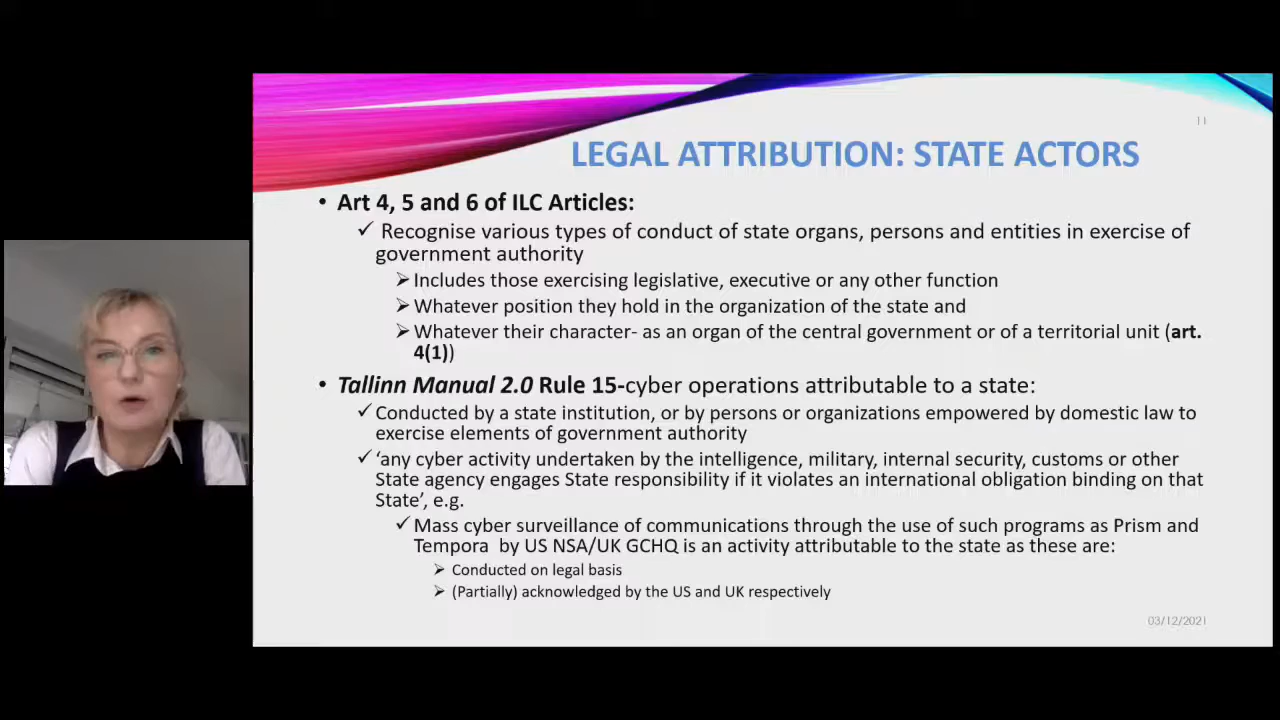 11
LEGAL ATTRIBUTION: STATE ACTORS
• Art 4, 5 and 6 of ILC Articles:
✓ Recognise various types of conduct of state organs, persons and entities in exercise of
government authority
➢Includes those exercising legislative, executive or any other function
➢Whatever position they hold in the organization of the state and
➢Whatever their character- as an organ of the central government or of a territorial unit (art.
4(1))
• Tallinn Manual 2.0 Rule 15-cyber operations attributable to a state:
✓Conducted by a state institution, or by persons or organizations empowered by domestic law to
exercise elements of government authority
✓‘any cyber activity undertaken by the intelligence, military, internal security, customs or other
State agency engages State responsibility if it violates an international obligation binding on that
State’, e.g.
✓Mass cyber surveillance of communications through the use of such programs as Prism and
Tempora by US NSA/UK GCHQ is an activity attributable to the state as these are:
➢ Conducted on legal basis
➢ (Partially) acknowledged by the US and UK respectively
03/12/2021